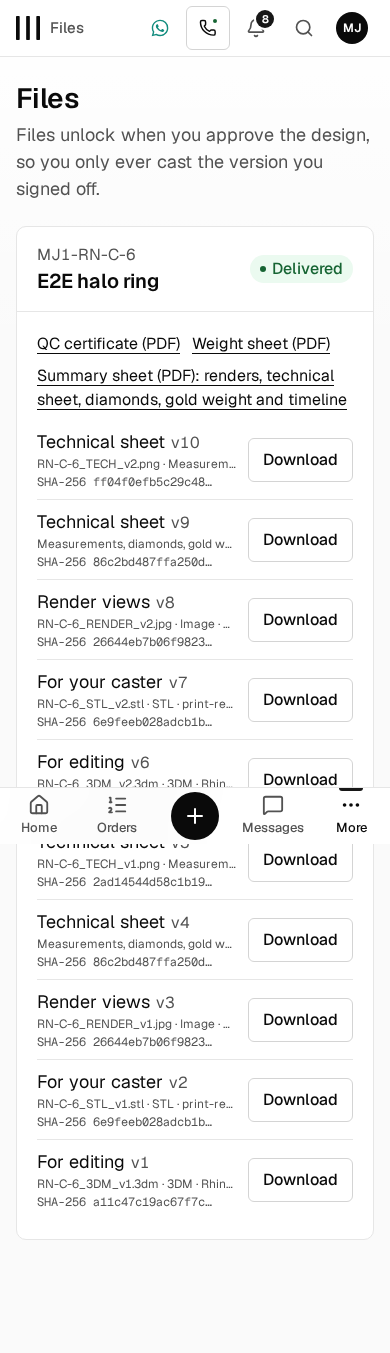 Files
8
MJ
Files
Files unlock when you approve the design,
so you only ever cast the version you
signed off.
MJ1-RN-C-6
E2E halo ring
Delivered
QC certificate (PDF) Weight sheet (PDF)
Summary sheet (PDF): renders, technical
sheet, diamonds, gold weight and timeline
Technical sheet v10
RN-C-6_TECH_v2.png · Measurem…
SHA-256 ff04f0efb5c29c48…
Download
Technical sheet v9
Measurements, diamonds, gold w…
SHA-256 86c2bd487ffa250d…
Download
Render views v8
RN-C-6_RENDER_v2.jpg · Image · …
SHA-256 26644eb7b06f9823…
Download
For your caster v7
RN-C-6_STL_v2.stl · STL · print-re…
SHA-256 6e9feeb028adcb1b…
Download
For editing v6
RN-C-6_3DM_v2.3dm · 3DM · Rhin…
Download
Home
Orders
Messages
More
RN-C-6_TECH_v1.png · Measurem…
SHA-256 2ad14544d58c1b19…
Download
Technical sheet v4
Measurements, diamonds, gold w…
SHA-256 86c2bd487ffa250d…
Download
Render views v3
RN-C-6_RENDER_v1.jpg · Image · …
SHA-256 26644eb7b06f9823…
Download
For your caster v2
RN-C-6_STL_v1.stl · STL · print-re…
SHA-256 6e9feeb028adcb1b…
Download
For editing v1
RN-C-6_3DM_v1.3dm · 3DM · Rhin…
SHA-256 a11c47c19ac67f7c…
Download